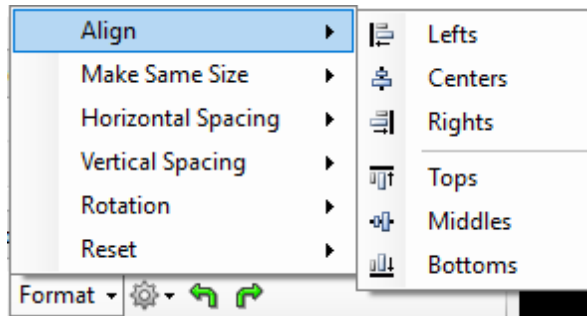 Align
Make Same Size
Horizontal Spacing
Vertical Spacing
Rotation
Reset
Format
Lefts
Centers
Rights
Tops
Middles
Bottoms